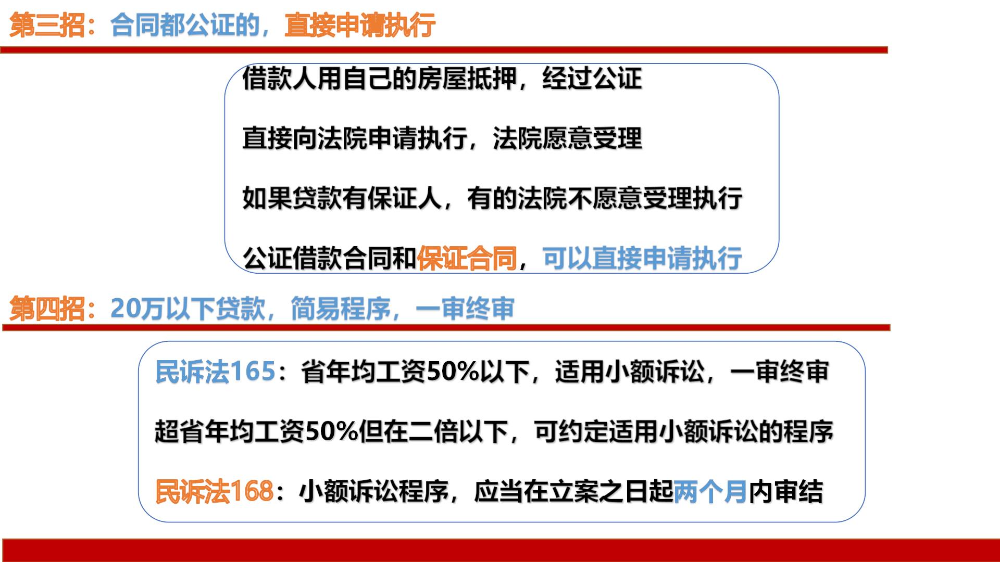 第三招：合同都公证的，直接申请执行
借款人用自己的房屋抵押，经过公证
直接向法院申请执行，法院愿意受理
如果贷款有保证人，有的法院不愿意受理执行
公证借款合同和保证合同，可以直接申请执行
第四招：20万以下贷款，简易程序，一审终审
民诉法165：省年均工资50%以下，适用小额诉讼，一审终审
超省年均工资50%但在二倍以下，可约定适用小额诉讼的程序
民诉法168：小额诉讼程序，应当在立案之日起两个月内审结